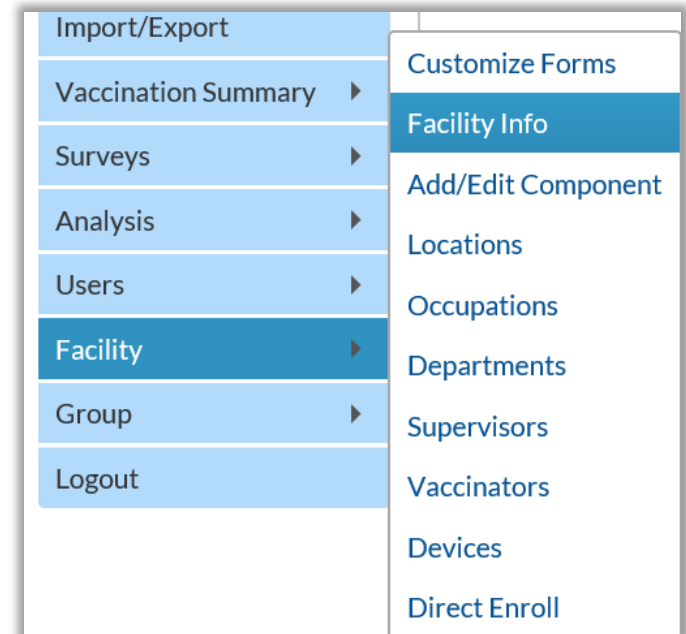 Import/Export
Vaccination Summary
Surveys
Analysis
Users
Facility
Group
Logout
Customize Forms
Facility Info
Add/Edit Component
Locations
Occupations
Departments
Supervisors
Vaccinators
Devices
Direct Enroll